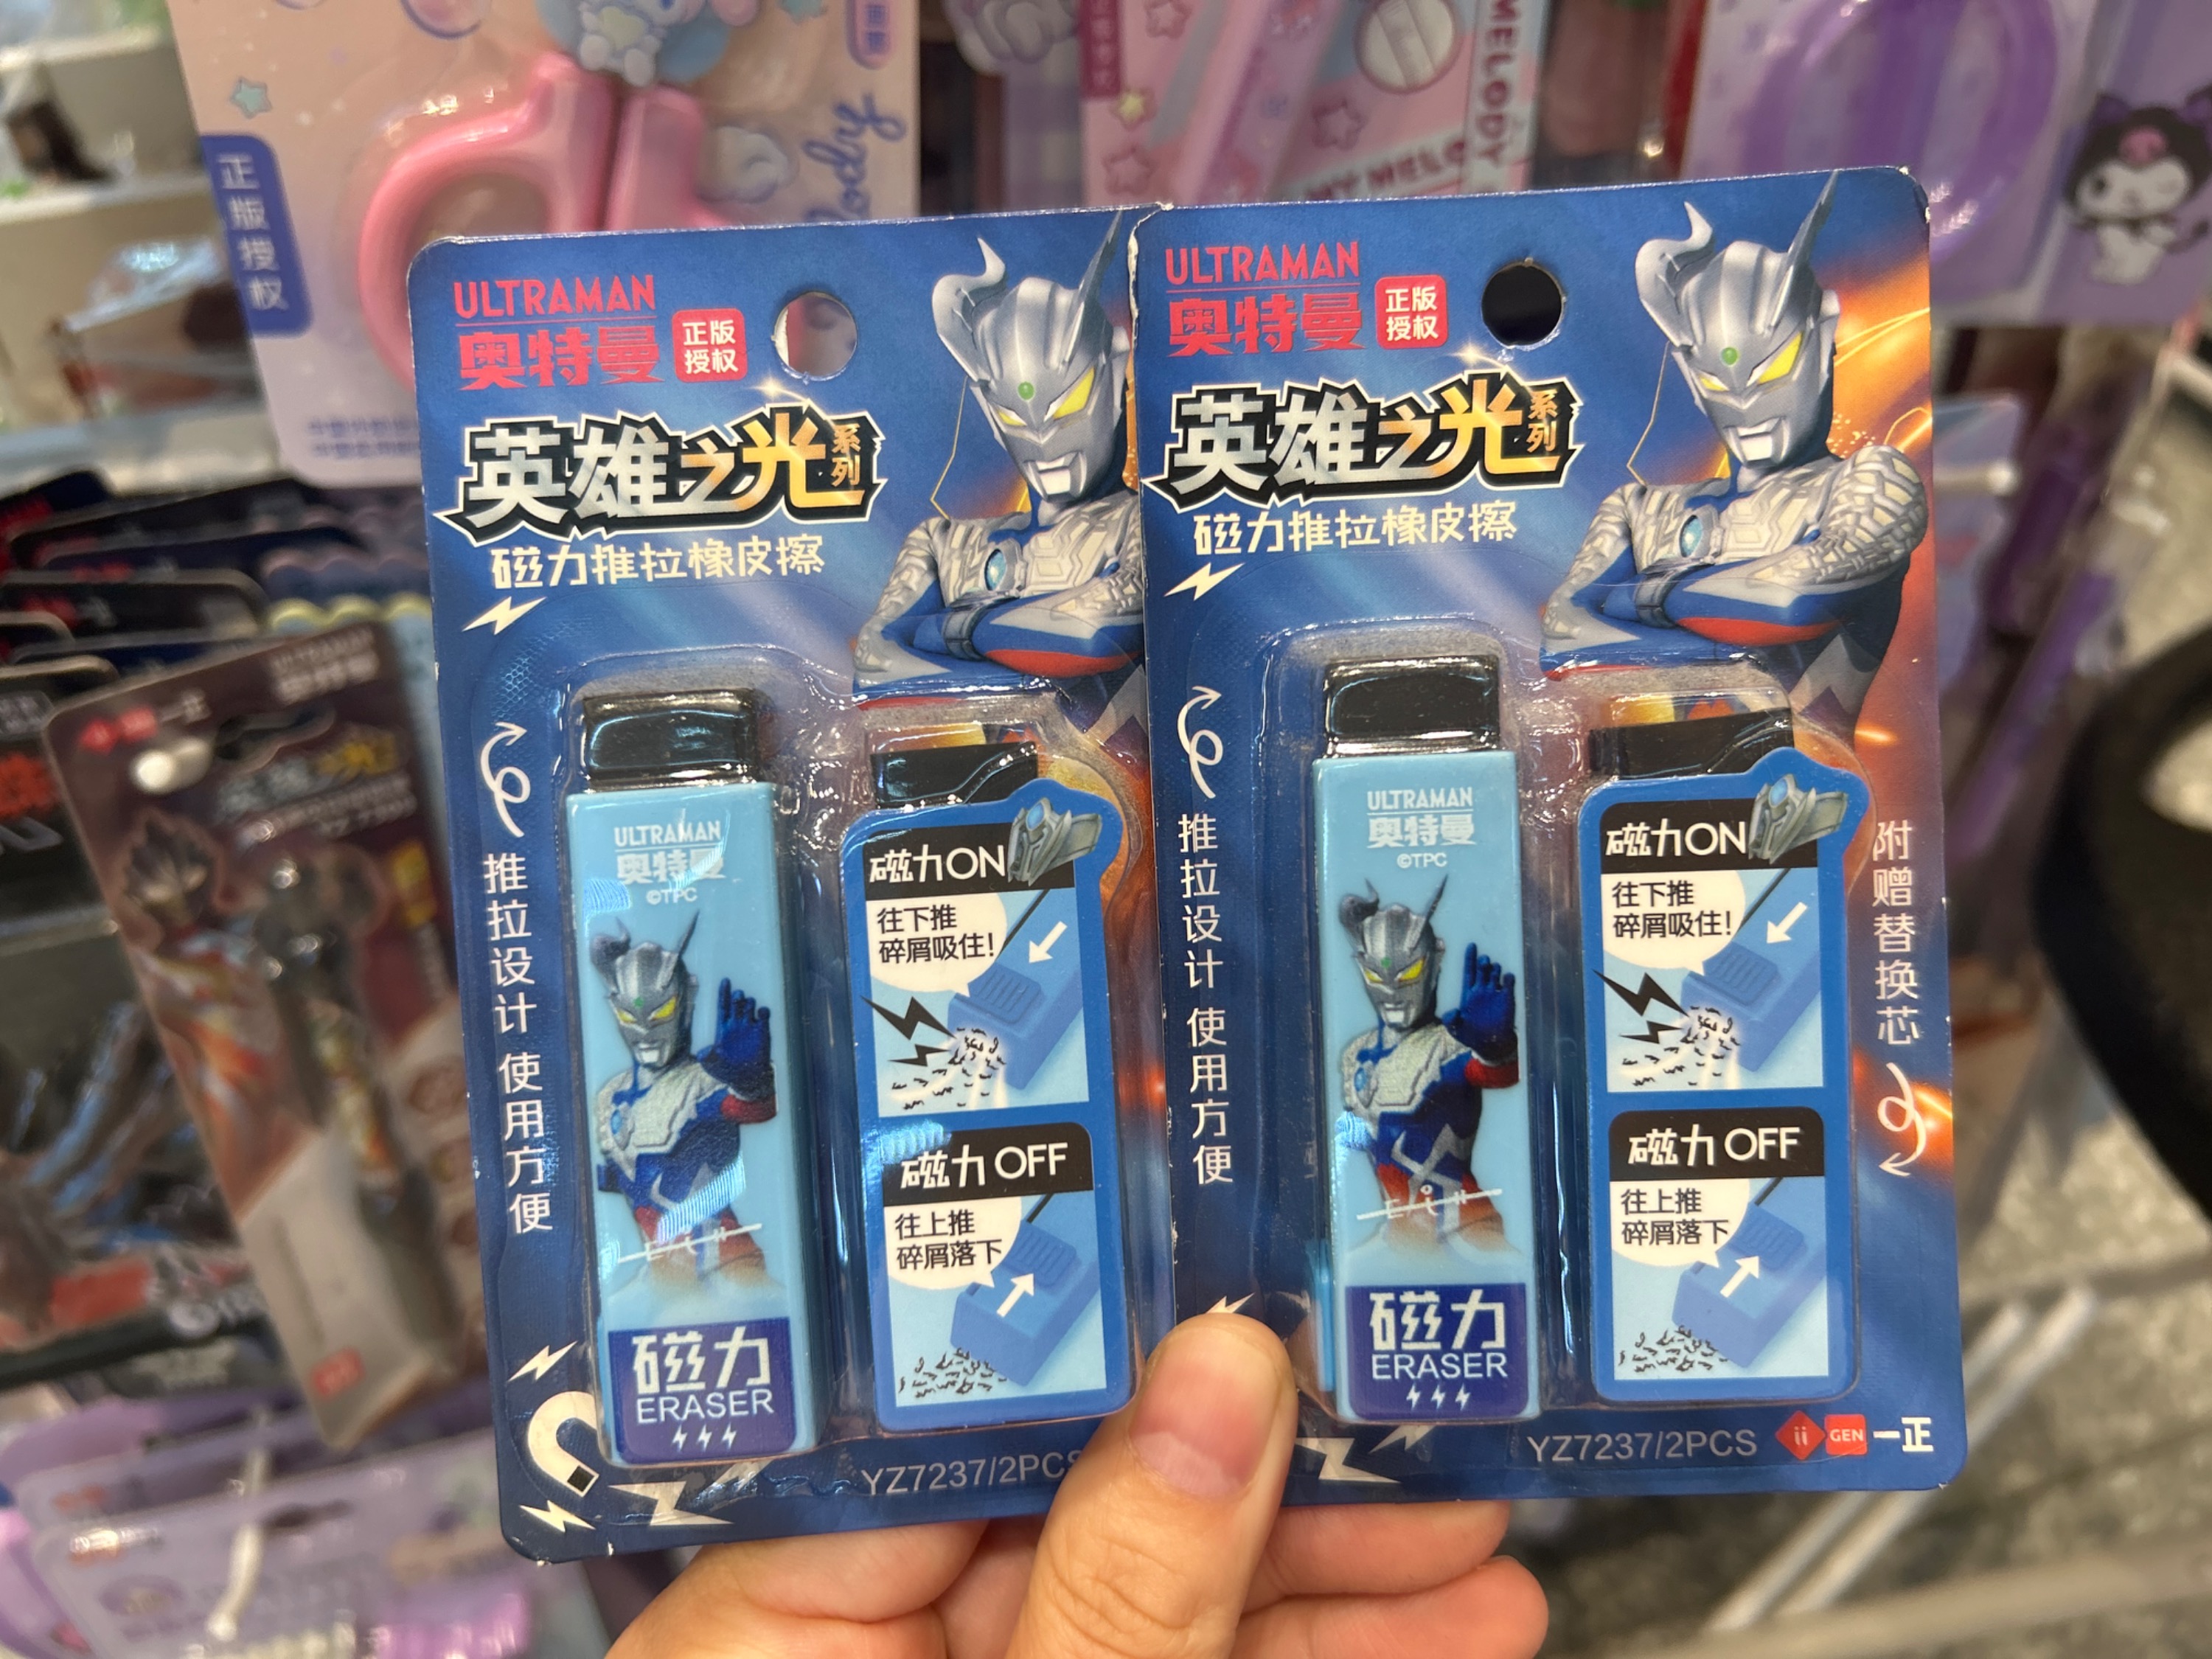 正版授权
ody
MELODY
MY MELO
ULTRAMAN
奥特曼
正版
授权
英雄之光系列
磁力推拉橡皮擦
推拉设计 使用方便
ULTRAMAN
奥特曼
©TPC
磁力
ERASER
磁力ON
往下推
碎屑吸住!
磁力OFF
往上推
碎屑落下
YZ7237/2PCS
ULTRAMAN
奥特曼
正版
授权
英雄之光系列
磁力推拉橡皮擦
推拉设计 使用方便
ULTRAMAN
奥特曼
©TPC
磁力
ERASER
磁力ON
往下推
碎屑吸住!
磁力OFF
往上推
碎屑落下
附赠替换芯
YZ7237/2PCS
ii GEN 一正